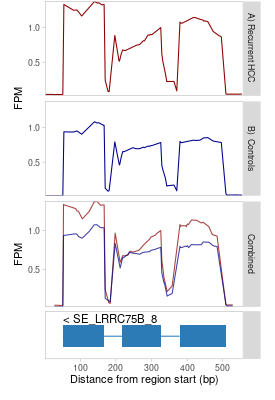 1.0
0.5
A) Recurrent HCC
FPM
1.0
0.5
B) Controls
1.0
0.5
FPM
Combined
< SE_LRRC75B_8
100 200 300 400 500
Distance from region start (bp)